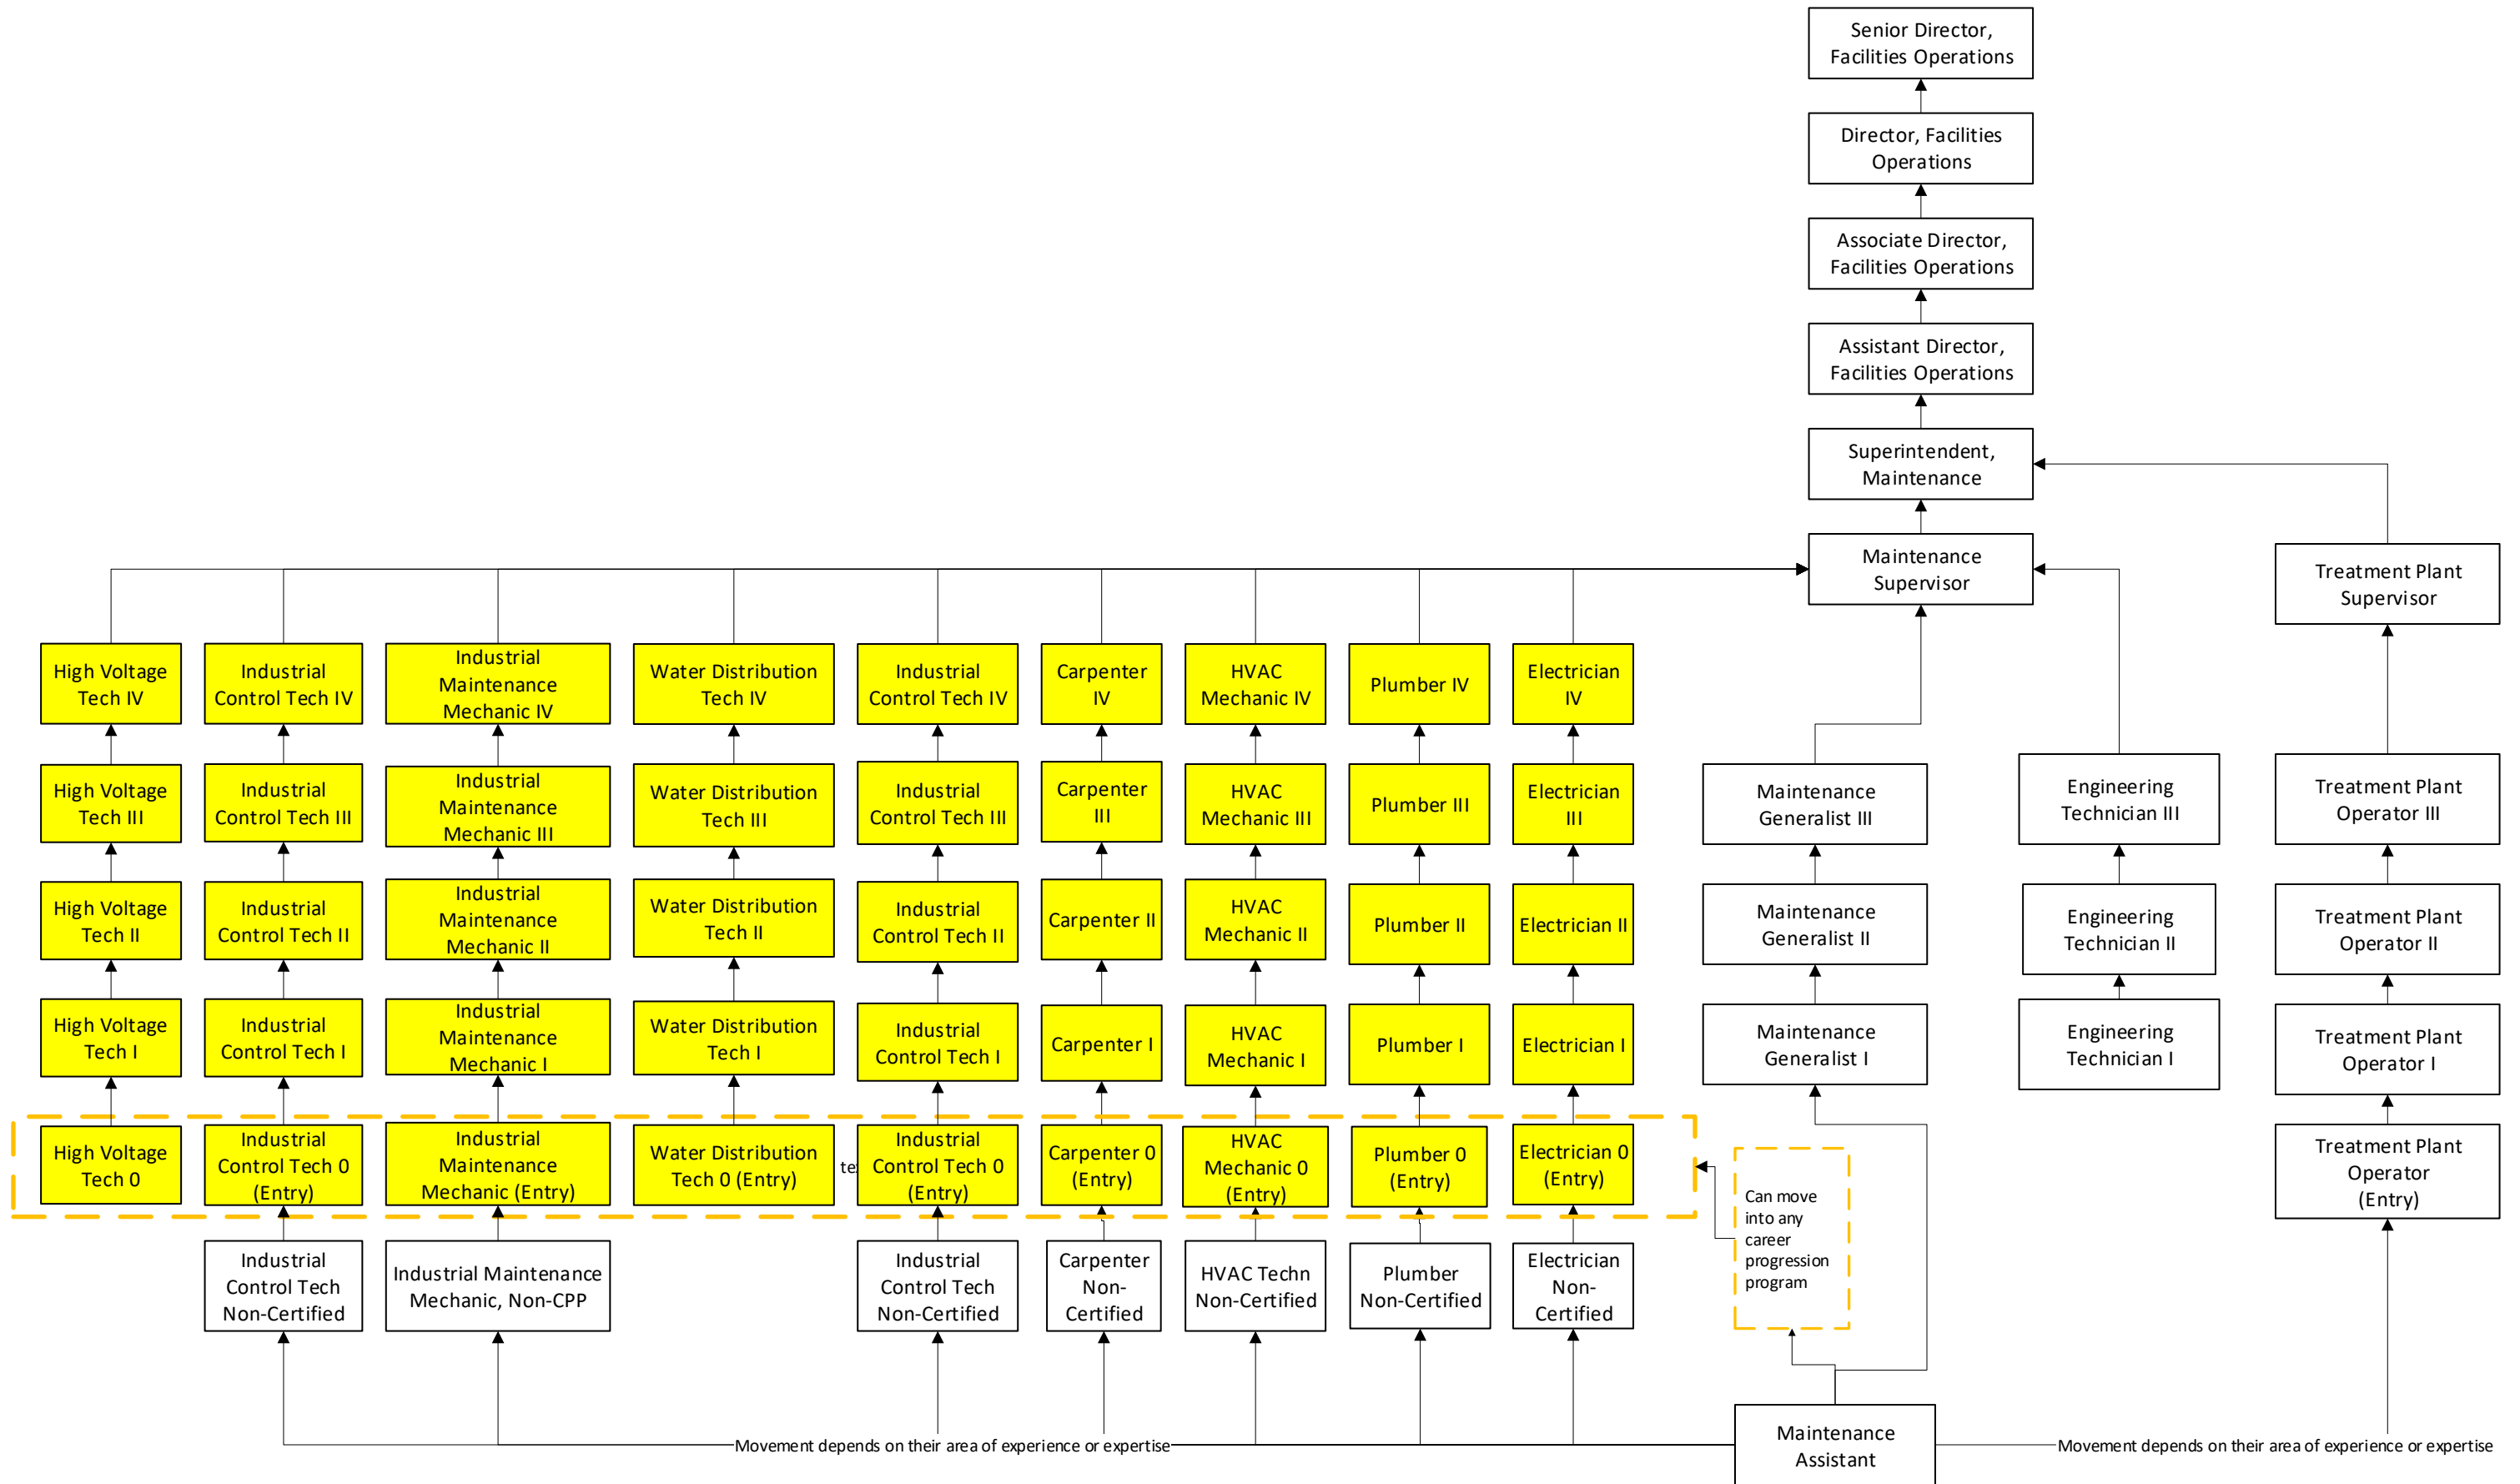 Senior Director,
Facilities Operations
Director, Facilities
Operations
Associate Director,
Facilities Operations
Assistant Director,
Facilities Operations
Superintendent,
Maintenance
Maintenance
Supervisor
Treatment Plant
Supervisor
High Voltage
Tech IV
Industrial
Control Tech IV
Industrial
Maintenance
Mechanic IV
Water Distribution
Tech IV
Industrial
Control Tech IV
Carpenter
IV
HVAC
Mechanic IV
Plumber IV
Electrician
IV
High Voltage
Tech III
Industrial
Control Tech III
Industrial
Maintenance
Mechanic III
Water Distribution
Tech III
Industrial
Control Tech III
Carpenter
III
HVAC
Mechanic III
Plumber III
Electrician
III
Maintenance
Generalist III
Engineering
Technician III
Treatment Plant
Operator III
High Voltage
Tech II
Industrial
Control Tech II
Industrial
Maintenance
Mechanic II
Water Distribution
Tech II
Industrial
Control Tech II
Carpenter II
HVAC
Mechanic II
Plumber II
Electrician II
Maintenance
Generalist II
Engineering
Technician II
Treatment Plant
Operator II
High Voltage
Tech I
Industrial
Control Tech I
Industrial
Maintenance
Mechanic I
Water Distribution
Tech I
Industrial
Control Tech I
Carpenter I
HVAC
Mechanic I
Plumber I
Electrician I
Maintenance
Generalist I
Engineering
Technician I
Treatment Plant
Operator I
High Voltage
Tech 0
Industrial
Control Tech 0
(Entry)
Industrial
Maintenance
Mechanic (Entry)
Water Distribution
Tech 0 (Entry)
Industrial
Control Tech 0
(Entry)
Carpenter 0
(Entry)
HVAC
Mechanic 0
(Entry)
Plumber 0
(Entry)
Electrician 0
(Entry)
Can move
into any
career
progression
program
Treatment Plant
Operator
(Entry)
Industrial
Control Tech
Non-Certified
Industrial Maintenance
Mechanic, Non-CPP
Industrial
Control Tech
Non-Certified
Carpenter
Non-
Certified
HVAC Techn
Non-Certified
Plumber
Non-Certified
Electrician
Non-
Certified
Movement depends on their area of experience or expertise
Maintenance
Assistant
Movement depends on their area of experience or expertise